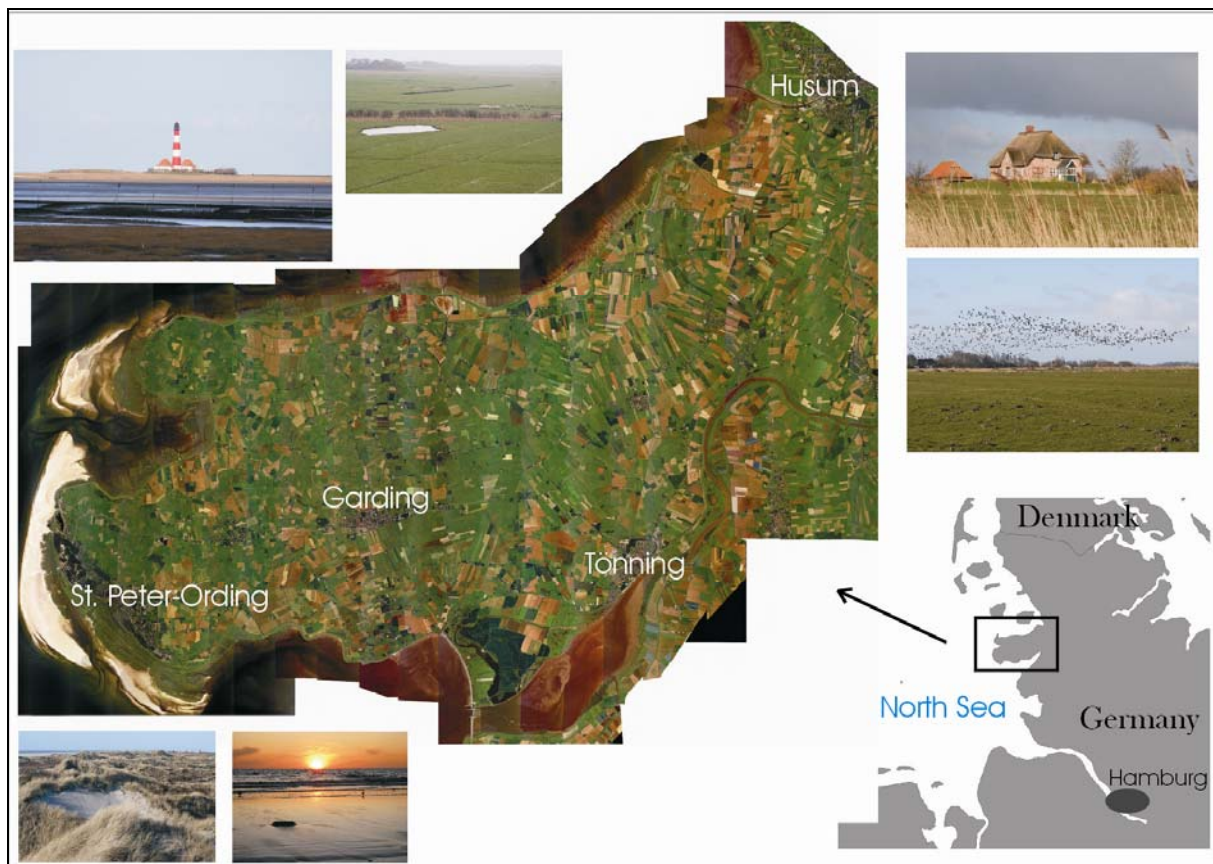 Husum
Garding
Tönning
St. Peter-Ording
Denmark
North Sea
Germany
Hamburg